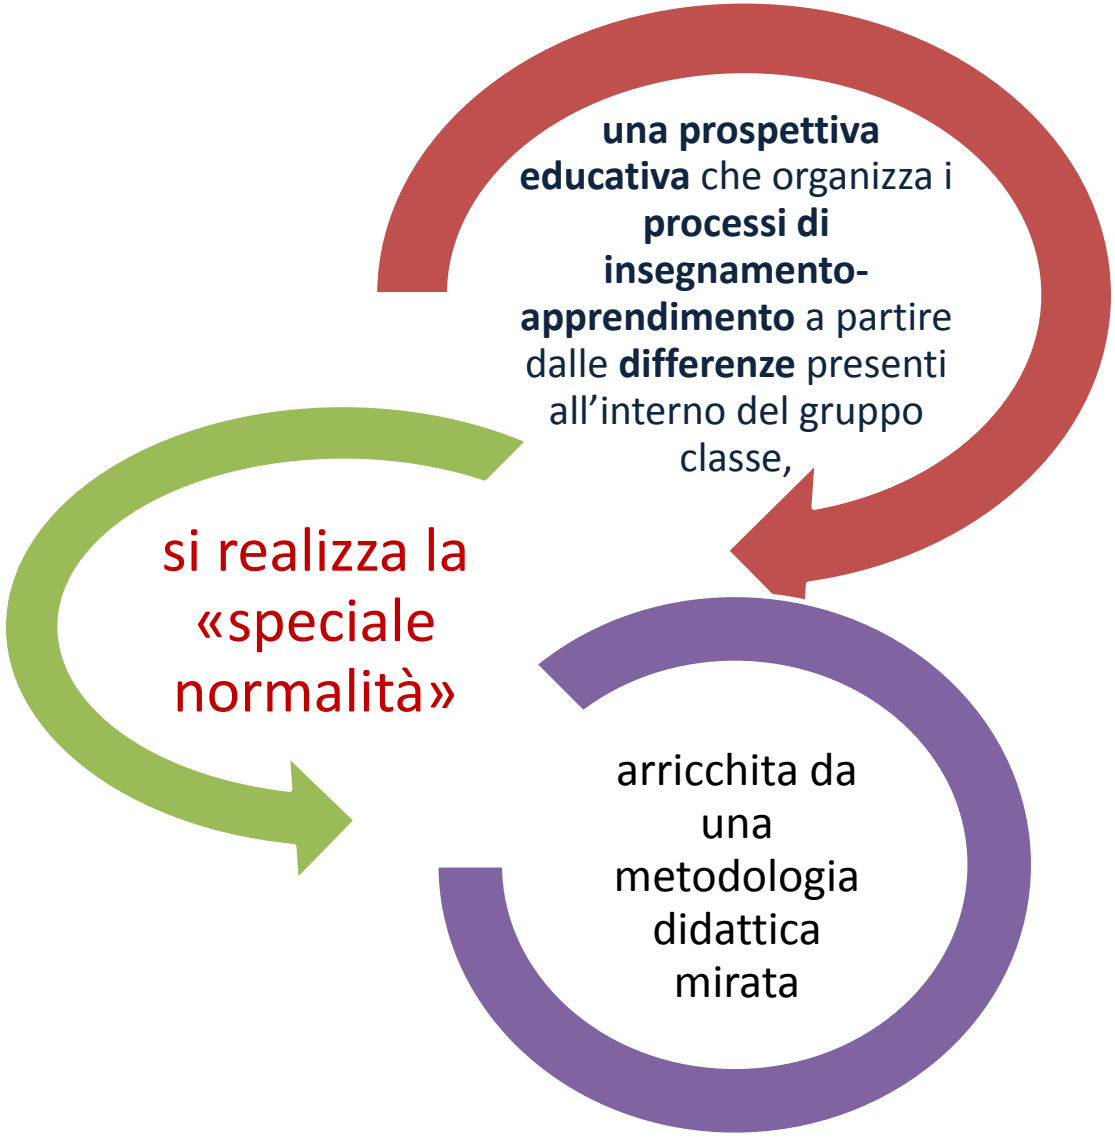 una prospettiva
educativa che organizza i
processi di
insegnamento-
apprendimento a partire
dalle differenze presenti
all’interno del gruppo
classe,
si realizza la
«speciale
normalità»
arricchita da
una
metodologia
didattica
mirata